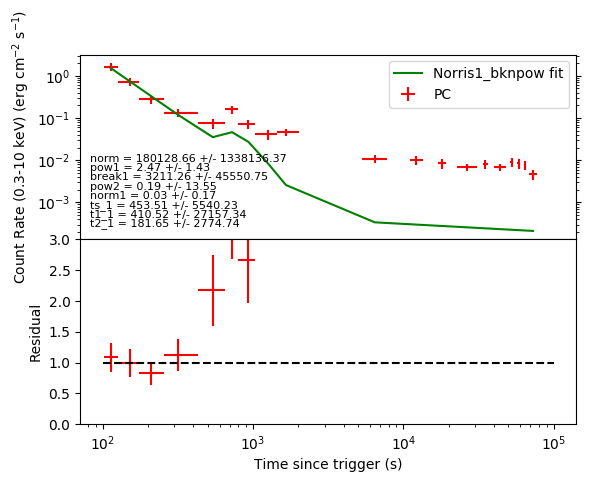 Count Rate (0.3-10 keV) (erg cm⁻² s⁻¹)
10⁰
10⁻¹
10⁻²
10⁻³
Norris1_bknpow fit
PC
norm = 180128.66 +/- 1338136.37
pow1 = 2.47 +/- 1.43
break1 = 3211.26 +/- 45550.75
pow2 = 0.19 +/- 13.55
norm1 = 0.03 +/- 0.17
ts_1 = 453.51 +/- 5540.23
t1_1 = 410.52 +/- 27157.34
t2_1 = 181.65 +/- 2774.74
Residual
3.0
2.5
2.0
1.5
1.0
0.5
0.0
10² 10³ 10⁴ 10⁵
Time since trigger (s)